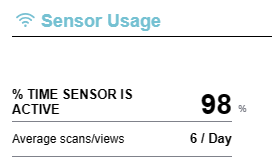 Sensor Usage
% TIME SENSOR IS
ACTIVE
98 %
Average scans/views 6 / Day